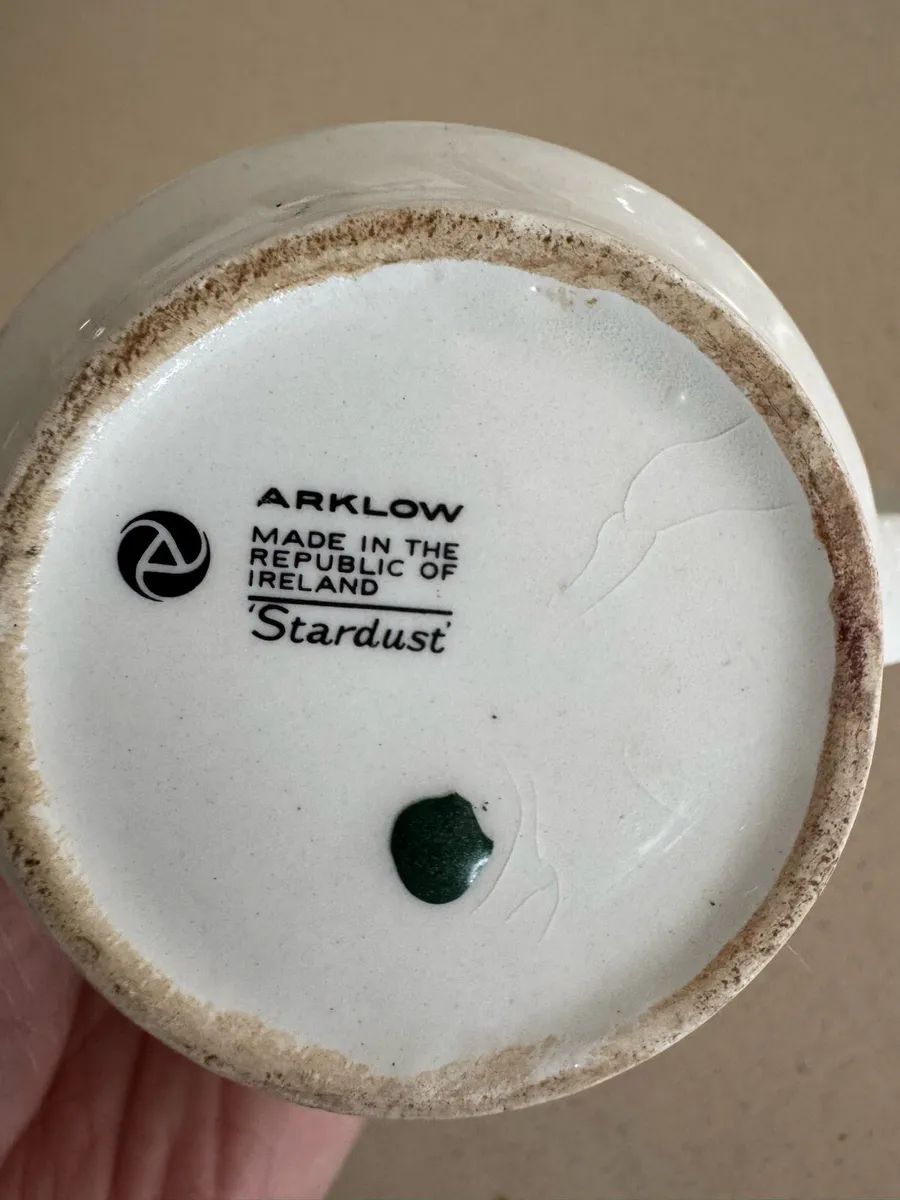 ARKLOW
MADE IN THE
REPUBLIC OF
IRELAND
'Stardust'